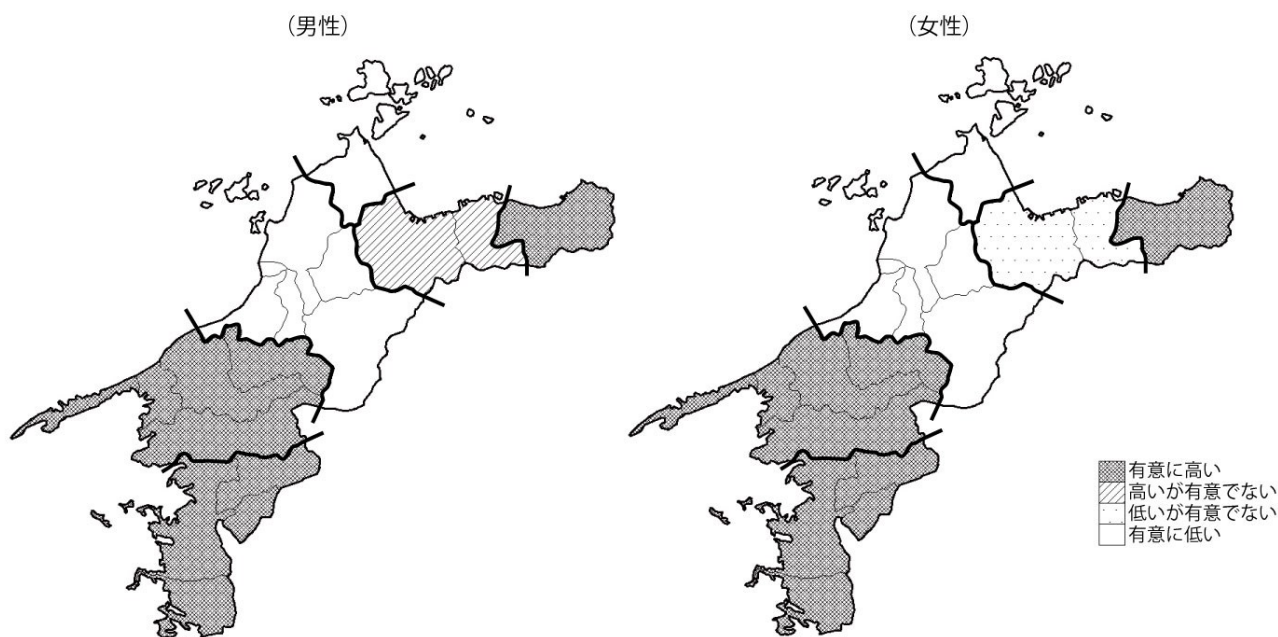 (男性)
(女性)
有意に高い
高いが有意でない
低いが有意でない
有意に低い